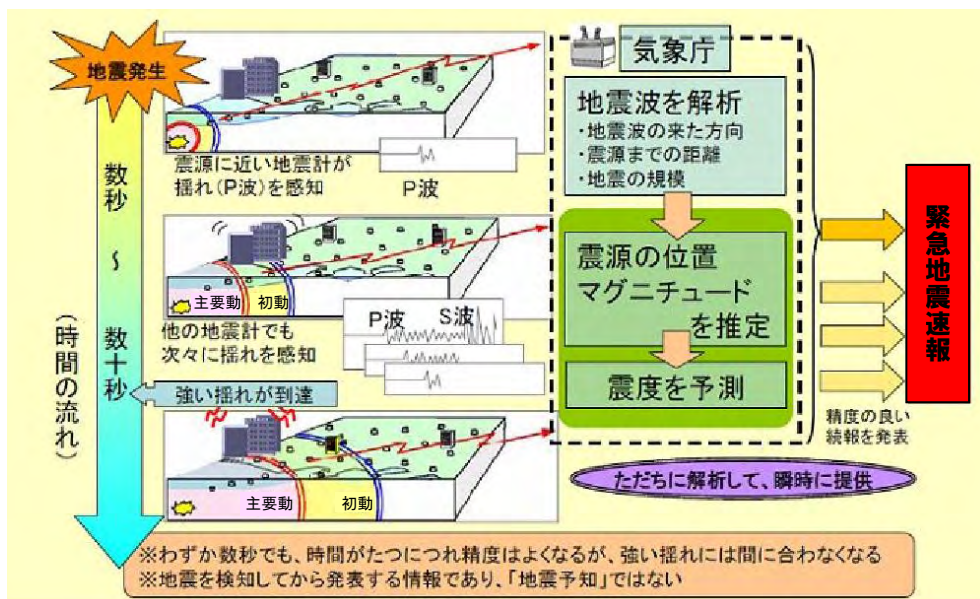 地震発生
数秒
～
数十秒
(時間の流れ)
震源に近い地震計が
揺れ(P波)を感知
P波
主要動
初動
他の地震計でも
次々に揺れを感知
P波
S波
強い揺れが到達
主要動
初動
気象庁
地震波を解析
・地震波の来た方向
・震源までの距離
・地震の規模
震源の位置
マグニチュード
を推定
震度を予測
緊急地震速報
精度の良い
続報を発表
ただちに解析して、瞬時に提供
※わずか数秒でも、時間がたつにつれ精度はよくなるが、強い揺れには間に合わなくなる
※地震を検知してから発表する情報であり、「地震予知」ではない